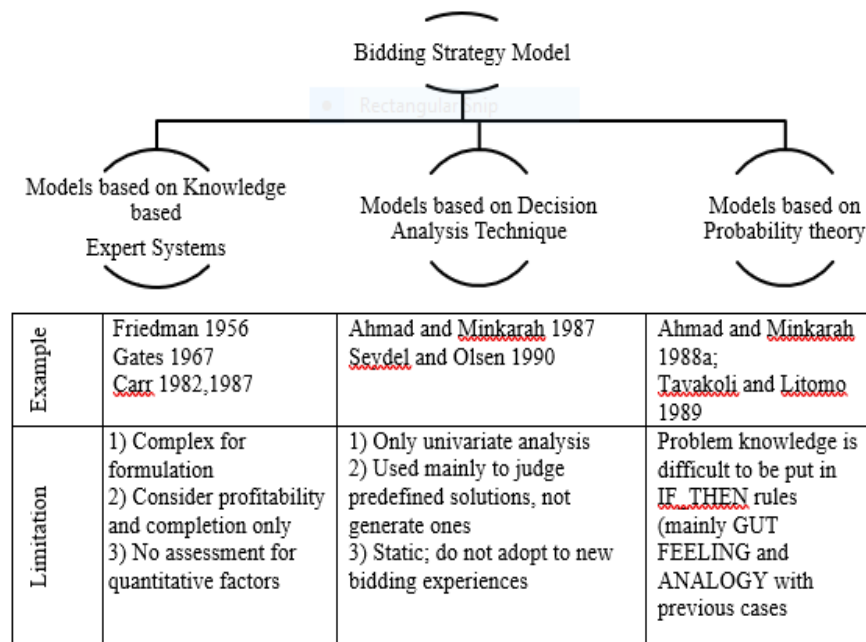 Bidding Strategy Model
Rectangular Snip
Models based on Knowledge
based
Expert Systems
Models based on Decision
Analysis Technique
Models based on
Probability theory
Example
Friedman 1956
Gates 1967
Carr 1982,1987
Ahmad and Minkarah 1987
Seydel and Olsen 1990
Ahmad and Minkarah
1988a;
Tavakoli and Litomo
1989
Limitation
1) Complex for
formulation
2) Consider profitability
and completion only
3) No assessment for
quantitative factors
1) Only univariate analysis
2) Used mainly to judge
predefined solutions, not
generate ones
3) Static; do not adopt to new
bidding experiences
Problem knowledge is
difficult to be put in
IF_THEN rules
(mainly GUT
FEELING and
ANALOGY with
previous cases